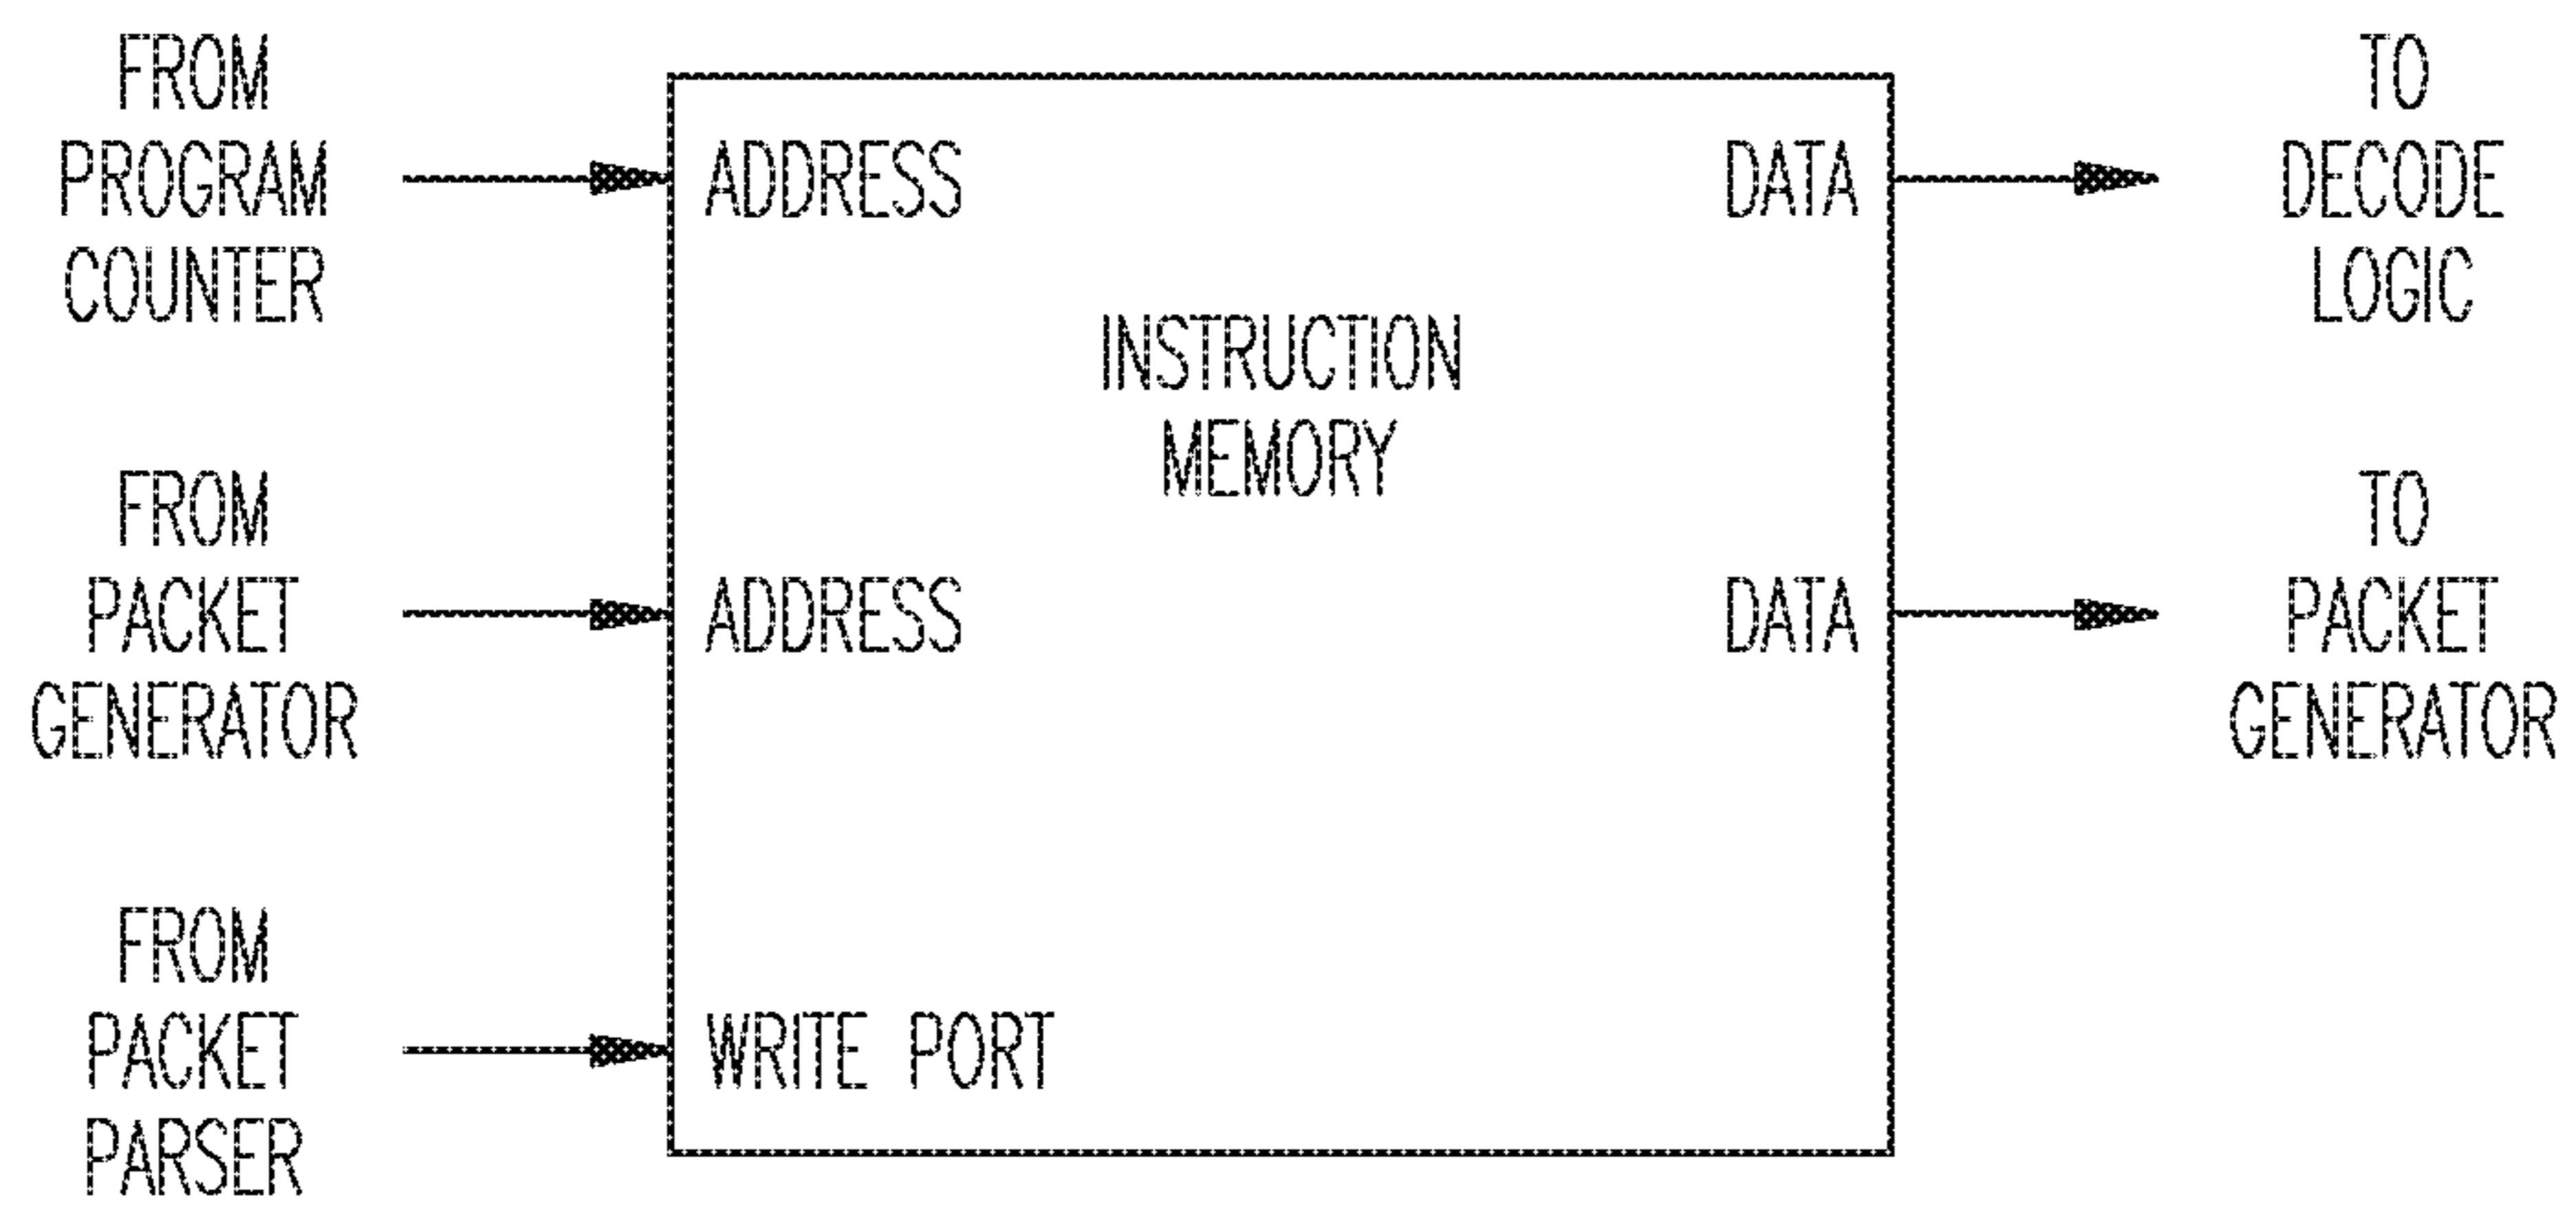 FROM
PROGRAM
COUNTER
ADDRESS
DATA
TO
DECODE
LOGIC
INSTRUCTION
MEMORY
FROM
PACKET
GENERATOR
ADDRESS
DATA
TO
PACKET
GENERATOR
FROM
PACKET
PARSER
WRITE PORT